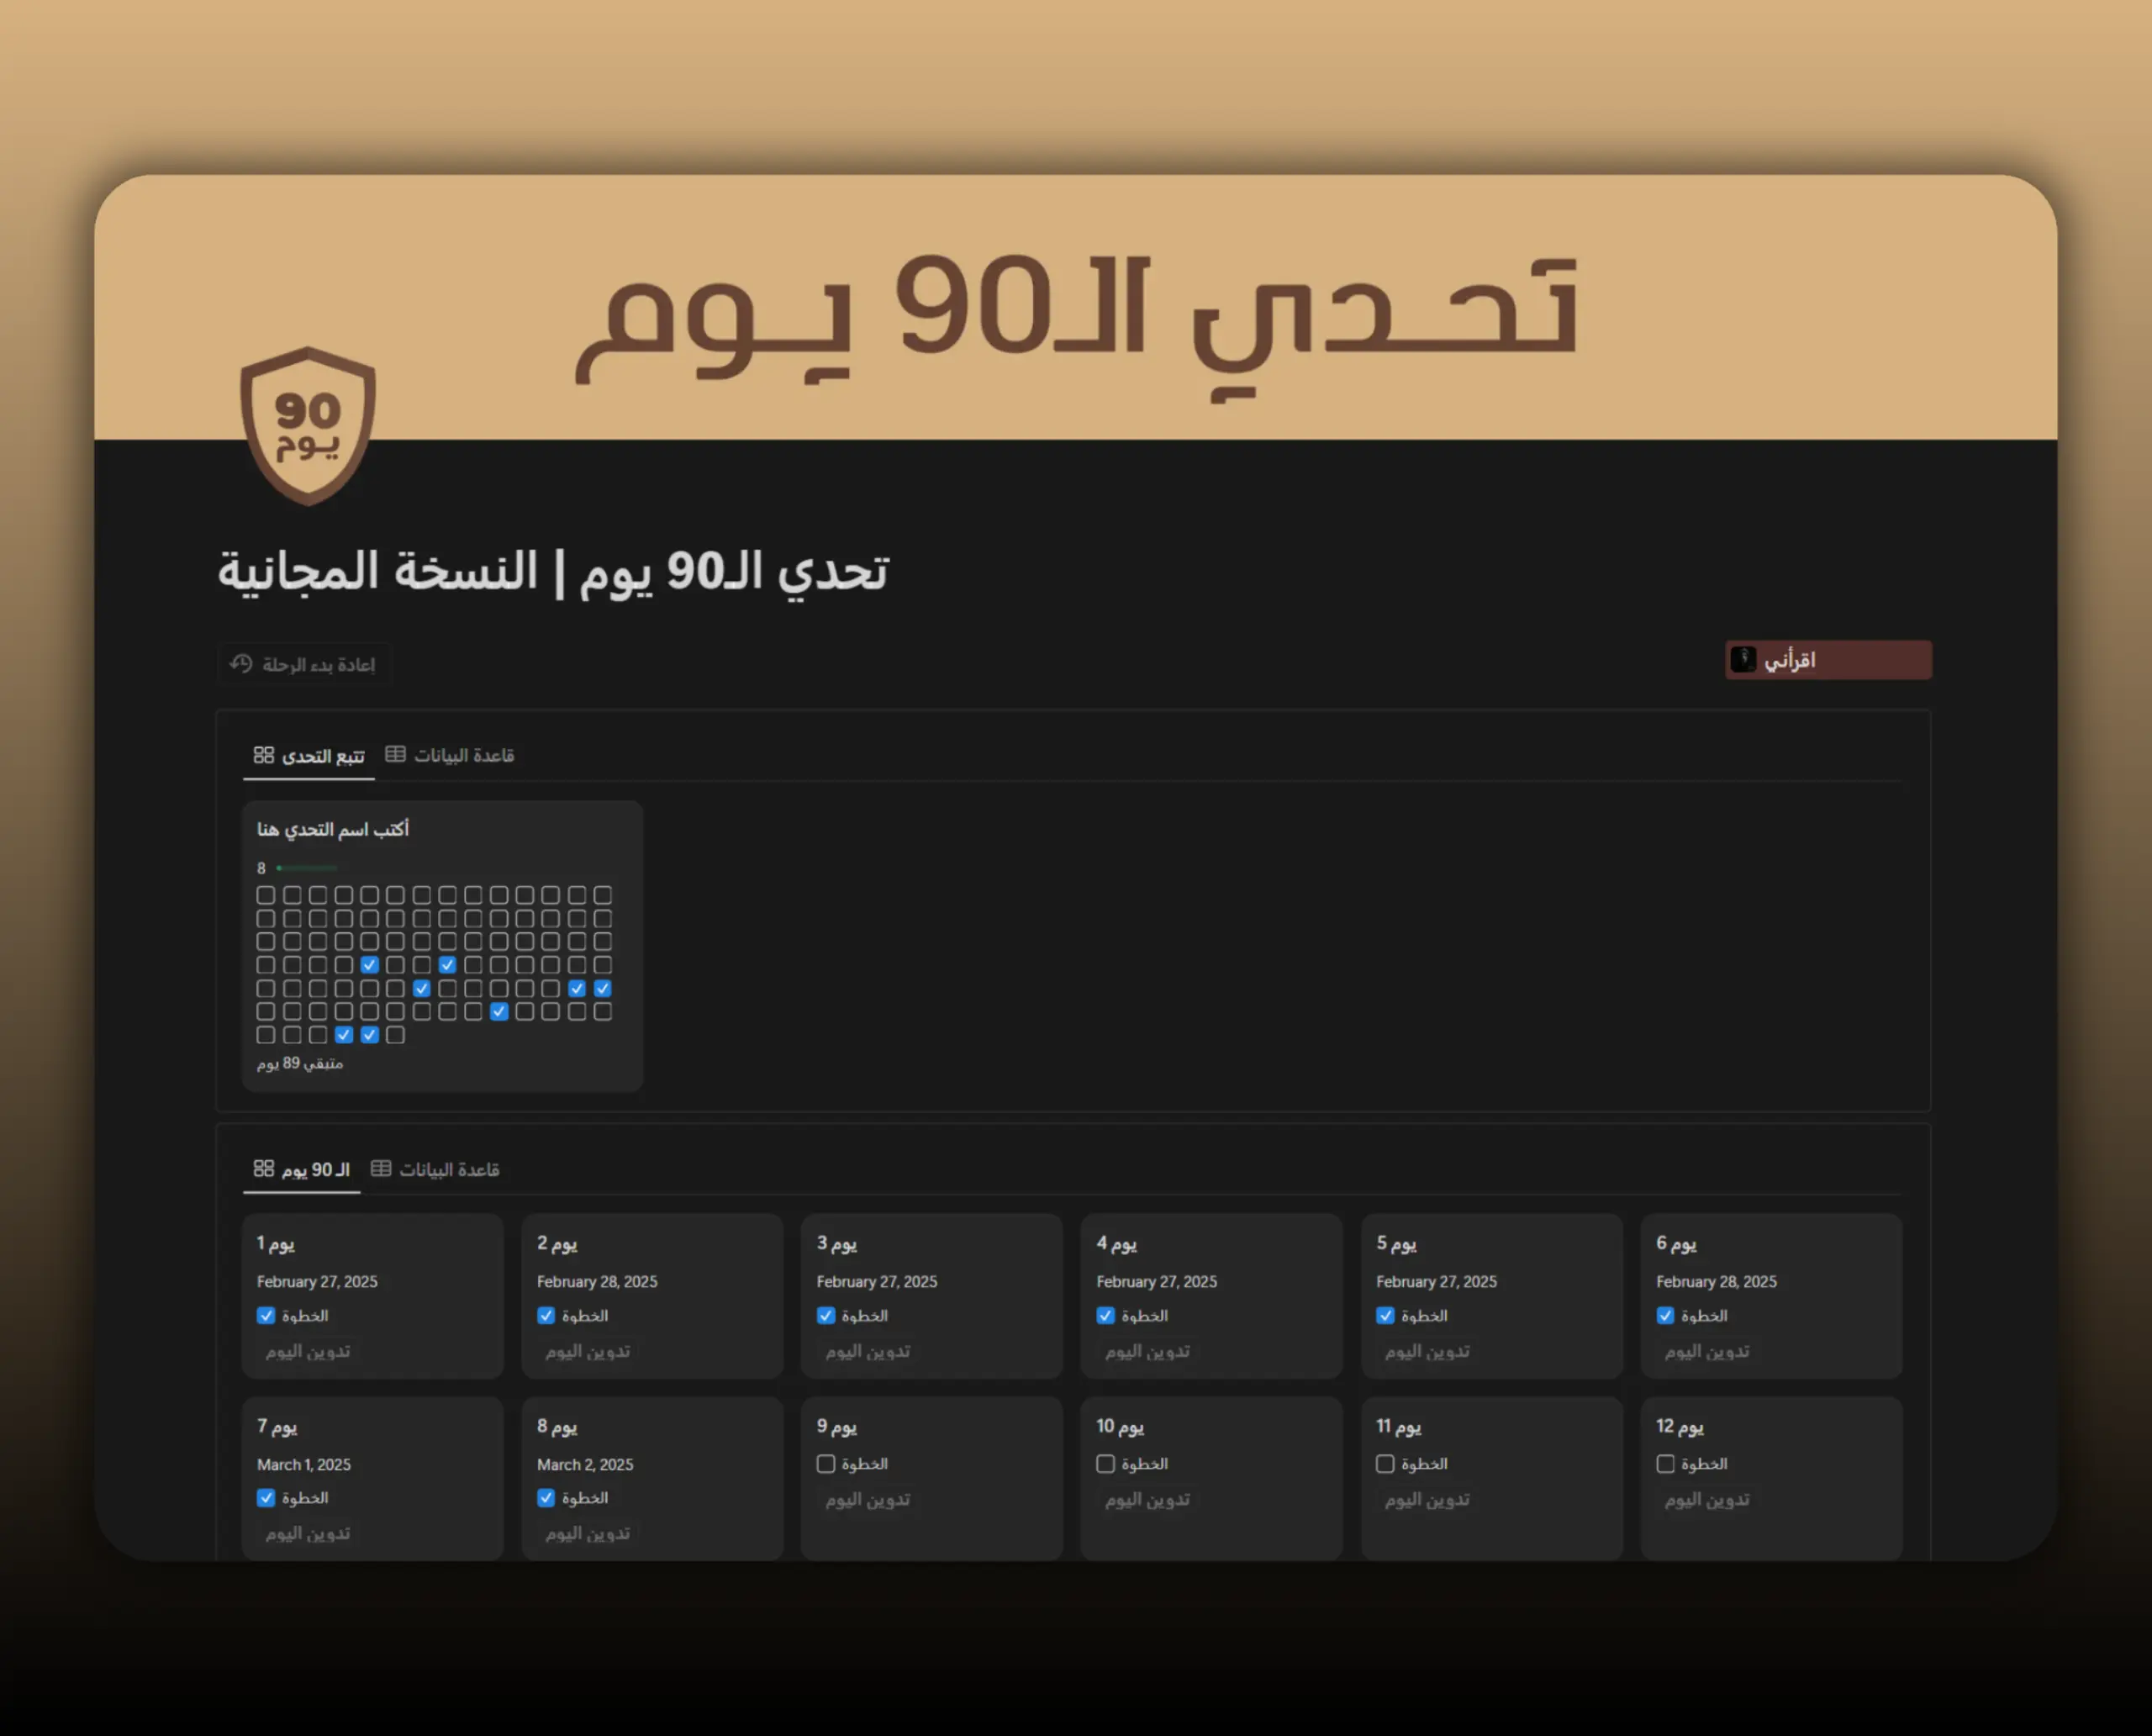 تحدي الـ90 يوم
90
يوم
تحدي الـ90 يوم | النسخة المجانية
إعادة بدء الرحلة
اقرأني
تتبع التحدى
قاعدة البيانات
أكتب اسم التحدي هنا
8
متبقي 89 يوم
الـ 90 يوم
قاعدة البيانات
يوم 1
February 27, 2025
الخطوة
تدوين اليوم
يوم 2
February 28, 2025
الخطوة
تدوين اليوم
يوم 3
February 27, 2025
الخطوة
تدوين اليوم
يوم 4
February 27, 2025
الخطوة
تدوين اليوم
يوم 5
February 27, 2025
الخطوة
تدوين اليوم
يوم 6
February 28, 2025
الخطوة
تدوين اليوم
يوم 7
March 1, 2025
الخطوة
تدوين اليوم
يوم 8
March 2, 2025
الخطوة
تدوين اليوم
يوم 9
الخطوة
تدوين اليوم
يوم 10
الخطوة
تدوين اليوم
يوم 11
الخطوة
تدوين اليوم
يوم 12
الخطوة
تدوين اليوم